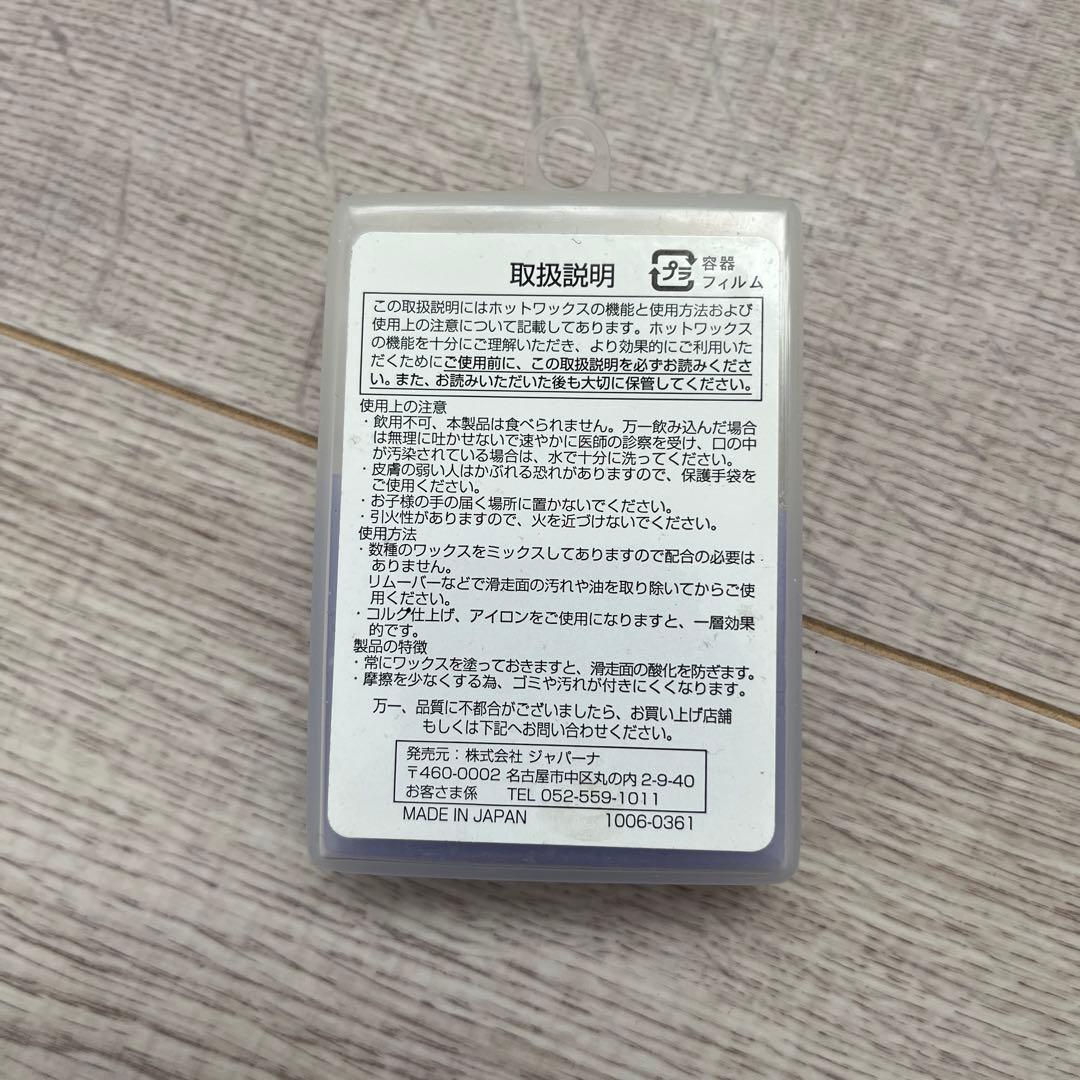 取扱説明
プラ
容器
フィルム
この取扱説明にはホットワックスの機能と使用方法および
使用上の注意について記載してあります。ホットワックス
の機能を十分にご理解いただき、より効果的にご利用いた
だくためにご使用前に、この取扱説明を必ずお読みくださ
い。また、お読みいただいた後も大切に保管してください。
使用上の注意
・飲用不可、本製品は食べられません。万一飲み込んだ場合
は無理に吐かせないで速やかに医師の診察を受け、口の中
が汚染されている場合は、水で十分に洗ってください。
・皮膚の弱い人はかぶれる恐れがありますので、保護手袋を
ご使用ください。
・お子様の手の届く場所に置かないでください。
・引火性がありますので、火を近づけないでください。
使用方法
・数種のワックスをミックスしてありますので配合の必要は
ありません。
リムーバーなどで滑走面の汚れや油を取り除いてからご使
用ください。
・コルク仕上げ、アイロンをご使用になりますと、一層効果
的です。
製品の特徴
・常にワックスを塗っておきますと、滑走面の酸化を防ぎます。
・摩擦を少なくする為、ゴミや汚れが付きにくくなります。
万一、品質に不都合がございましたら、お買い上げ店舗
もしくは下記へお問い合わせください。
発売元：株式会社 ジャパーナ
〒460-0002 名古屋市中区丸の内 2-9-40
お客さま係 TEL 052-559-1011
MADE IN JAPAN 1006-0361